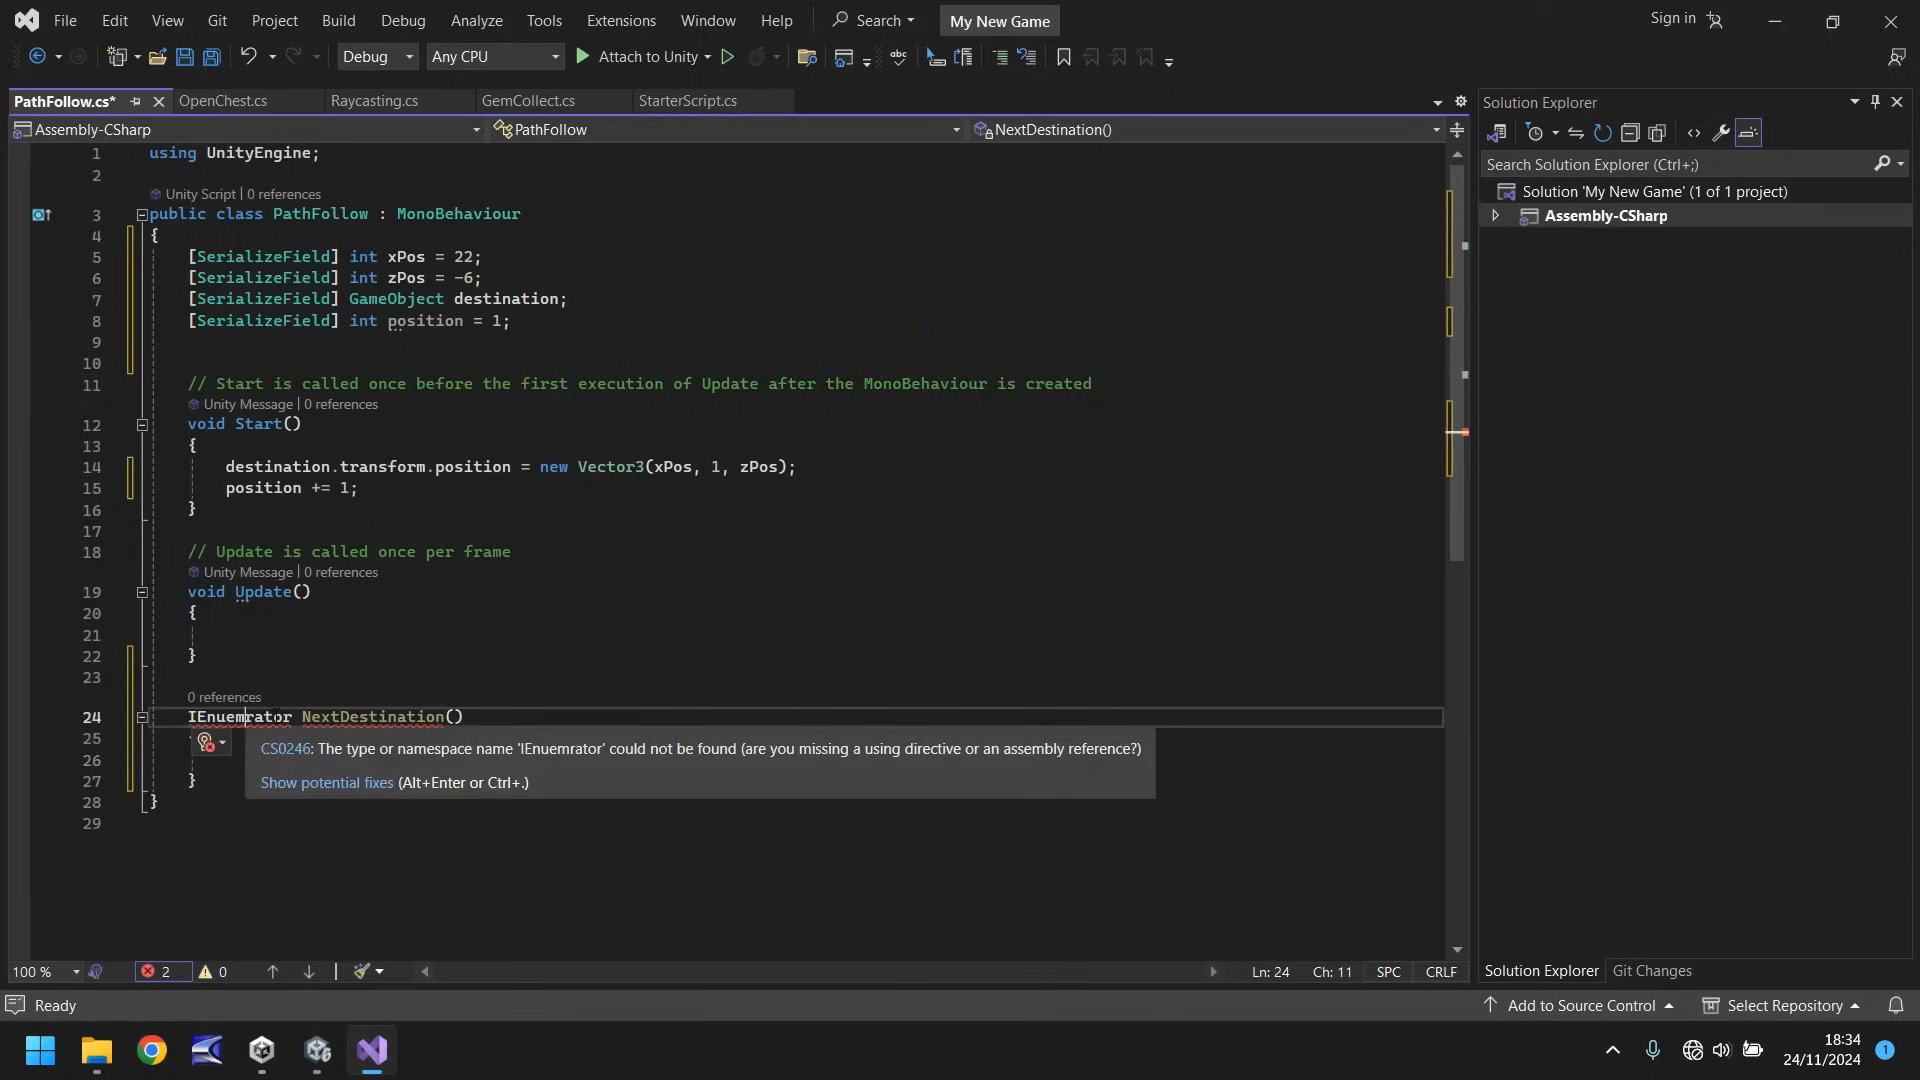 File Edit View Git Project Build Debug Analyze Tools Extensions Window Help Search My New Game Sign in
Debug Any CPU Attach to Unity
PathFollow.cs* OpenChest.cs Raycasting.cs GemCollect.cs StarterScript.cs
Assembly-CSharp PathFollow NextDestination()
1 using UnityEngine;
2
Unity Script | 0 references
3 public class PathFollow : MonoBehaviour
4 {
5 [SerializeField] int xPos = 22;
6 [SerializeField] int zPos = -6;
7 [SerializeField] GameObject destination;
8 [SerializeField] int position = 1;
9
10
11 // Start is called once before the first execution of Update after the MonoBehaviour is created
Unity Message | 0 references
12 void Start()
13 {
14 destination.transform.position = new Vector3(xPos, 1, zPos);
15 position += 1;
16 }
17
18 // Update is called once per frame
Unity Message | 0 references
19 void Update()
20 {
21
22 }
23
0 references
24 IEnuemrator NextDestination()
25
CS0246: The type or namespace name 'IEnuemrator' could not be found (are you missing a using directive or an assembly reference?)
26
Show potential fixes (Alt+Enter or Ctrl+.)
27 }
28 }
29
100 % 2 0 Ln: 24 Ch: 11 SPC CRLF
Solution Explorer
Search Solution Explorer (Ctrl+;)
Solution 'My New Game' (1 of 1 project)
Assembly-CSharp
Solution Explorer Git Changes
Ready Add to Source Control Select Repository
18:34
24/11/2024
1